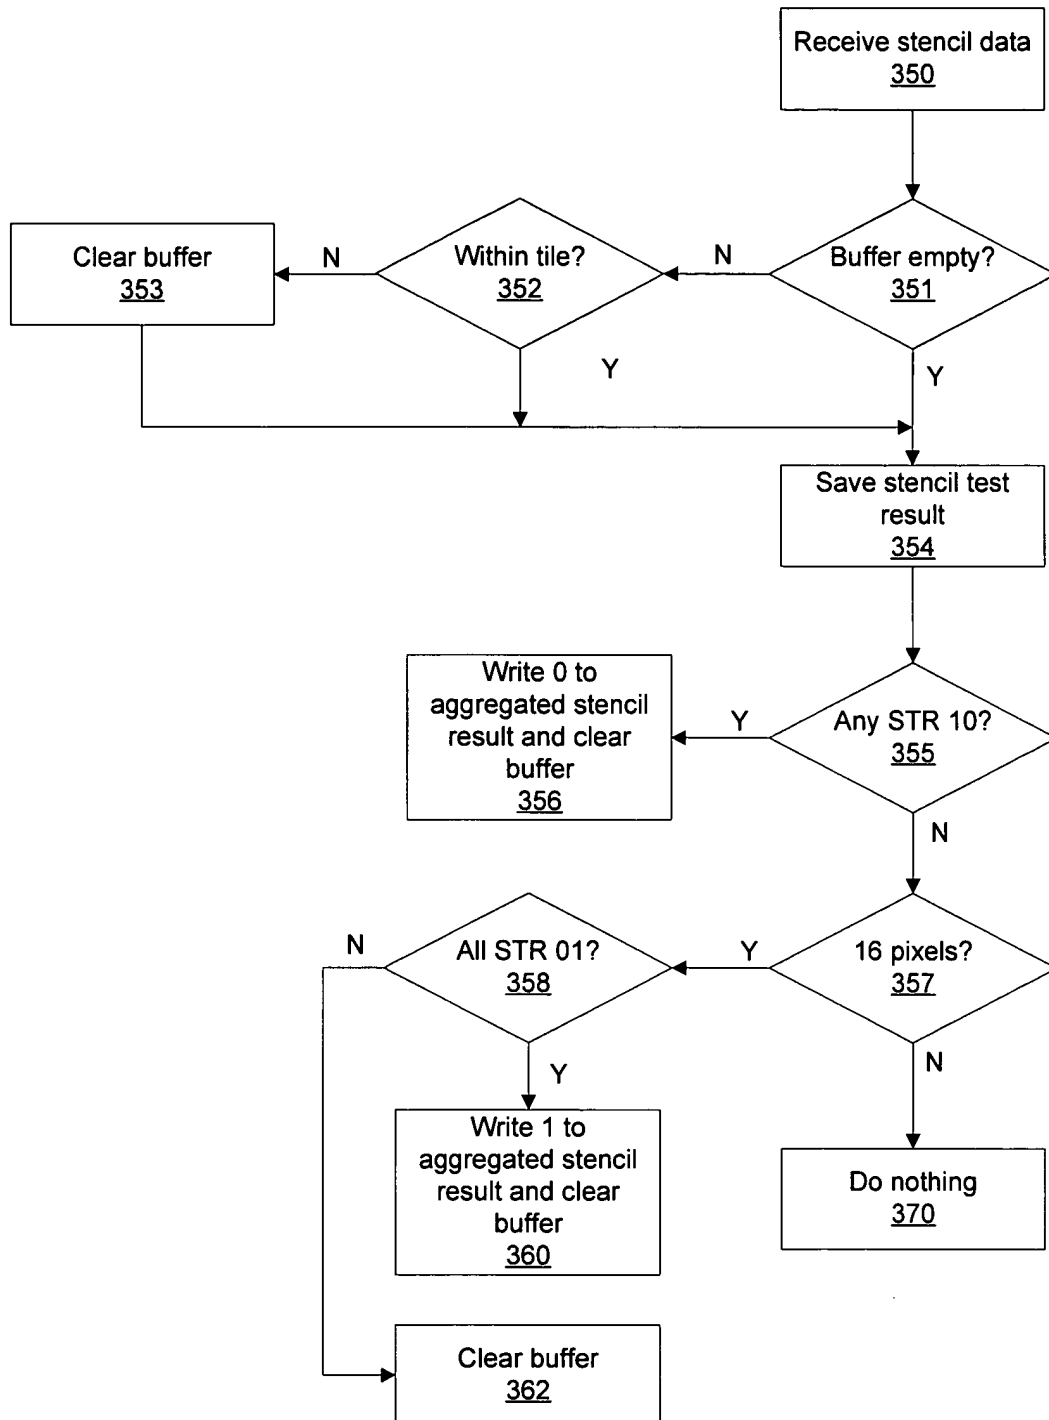 Receive stencil data
350
Clear buffer
353
N
Within tile?
352
N
Buffer empty?
351
Y
Y
Save stencil test
result
354
Write 0 to
aggregated stencil
result and clear
buffer
356
Y
Any STR 10?
355
N
N
All STR 01?
358
Y
16 pixels?
357
Y
N
Write 1 to
aggregated stencil
result and clear
buffer
360
Do nothing
370
Clear buffer
362